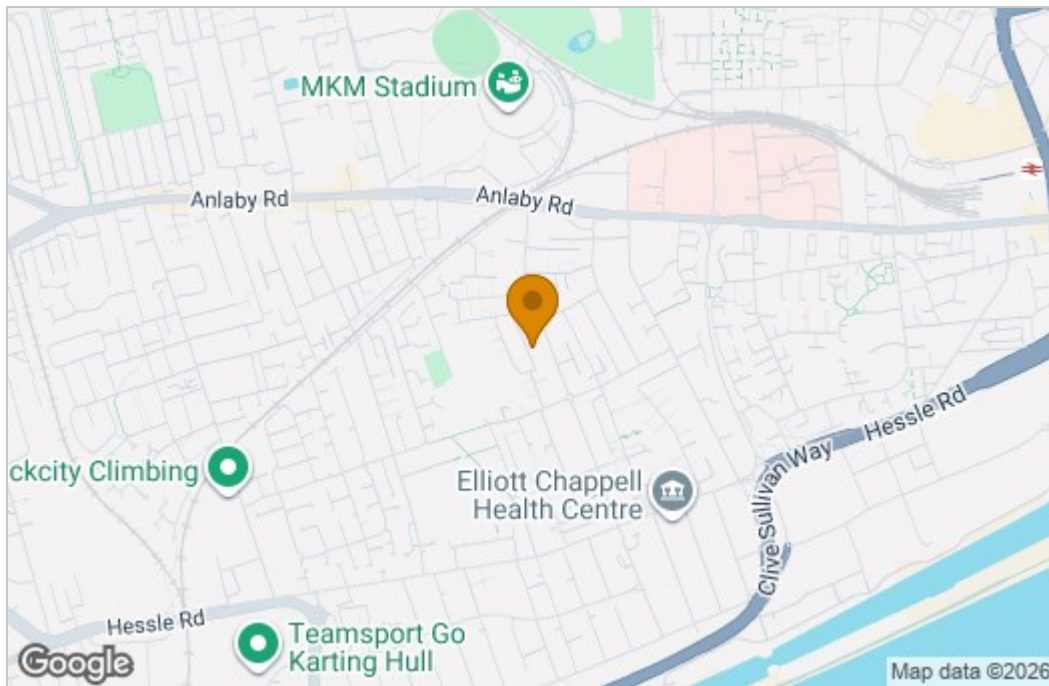 MKM Stadium
Anlaby Rd
Anlaby Rd
Hessle Rd
Clive Sullivan Way
ckcity Climbing
Elliott Chappell
Health Centre
Hessle Rd
Teamsport Go
Karting Hull
Google
Map data ©2026